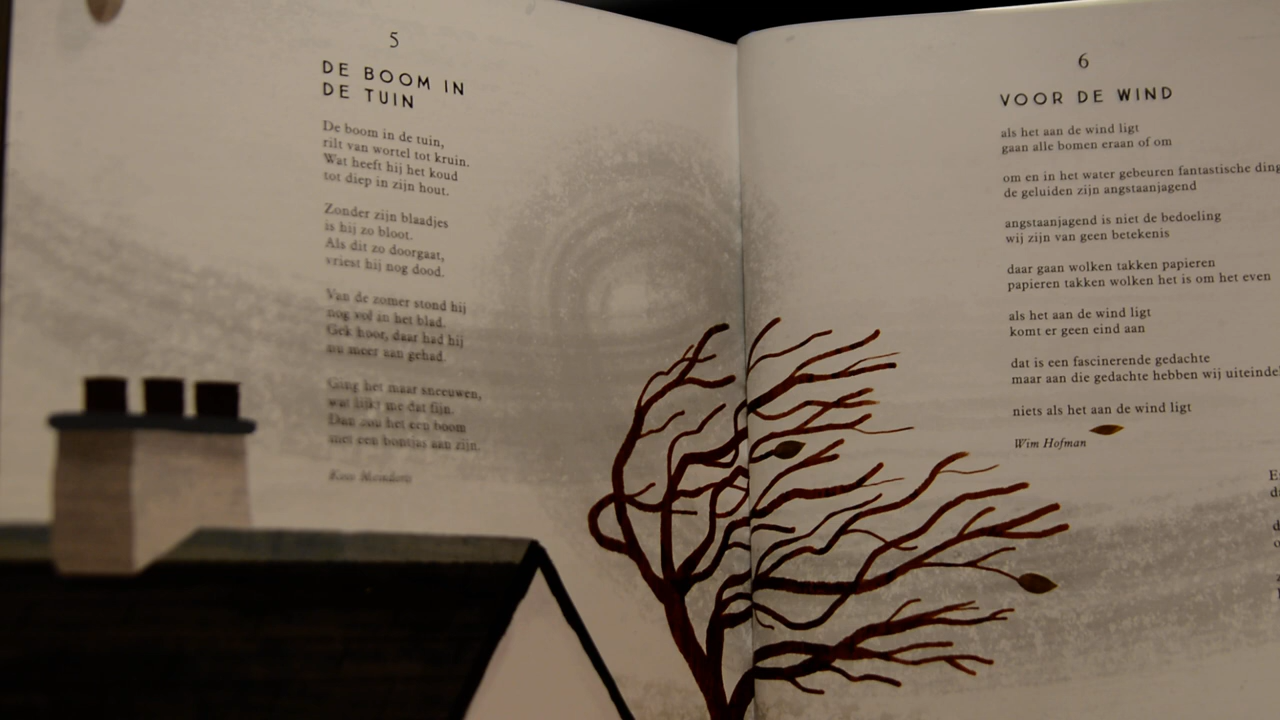 5
DE BOOM IN
DE TUIN
De boom in de tuin,
rilt van wortel tot kruin.
Wat heeft hij het koud
tot diep in zijn hout.
Zonder zijn blaadjes
is hij zo bloot.
Als dit zo doorgaat,
vriest hij nog dood.
Van de zomer stond hij
nog vol in het blad.
Gek hoor, daar had hij
nu meer aan gehad.
Ging het maar sneeuwen,
wat lijkt me dat fijn.
Dan zou het een boom
met een bontjas aan zijn.
6
VOOR DE WIND
als het aan de wind ligt
gaan alle bomen eraan of om
om en in het water gebeuren fantastische ding
de geluiden zijn angstaanjagend
angstaanjagend is niet de bedoeling
wij zijn van geen betekenis
daar gaan wolken takken papieren
papieren takken wolken het is om het even
als het aan de wind ligt
komt er geen eind aan
dat is een fascinerende gedachte
maar aan die gedachte hebben wij uiteinde
niets als het aan de wind ligt
Wim Hofman